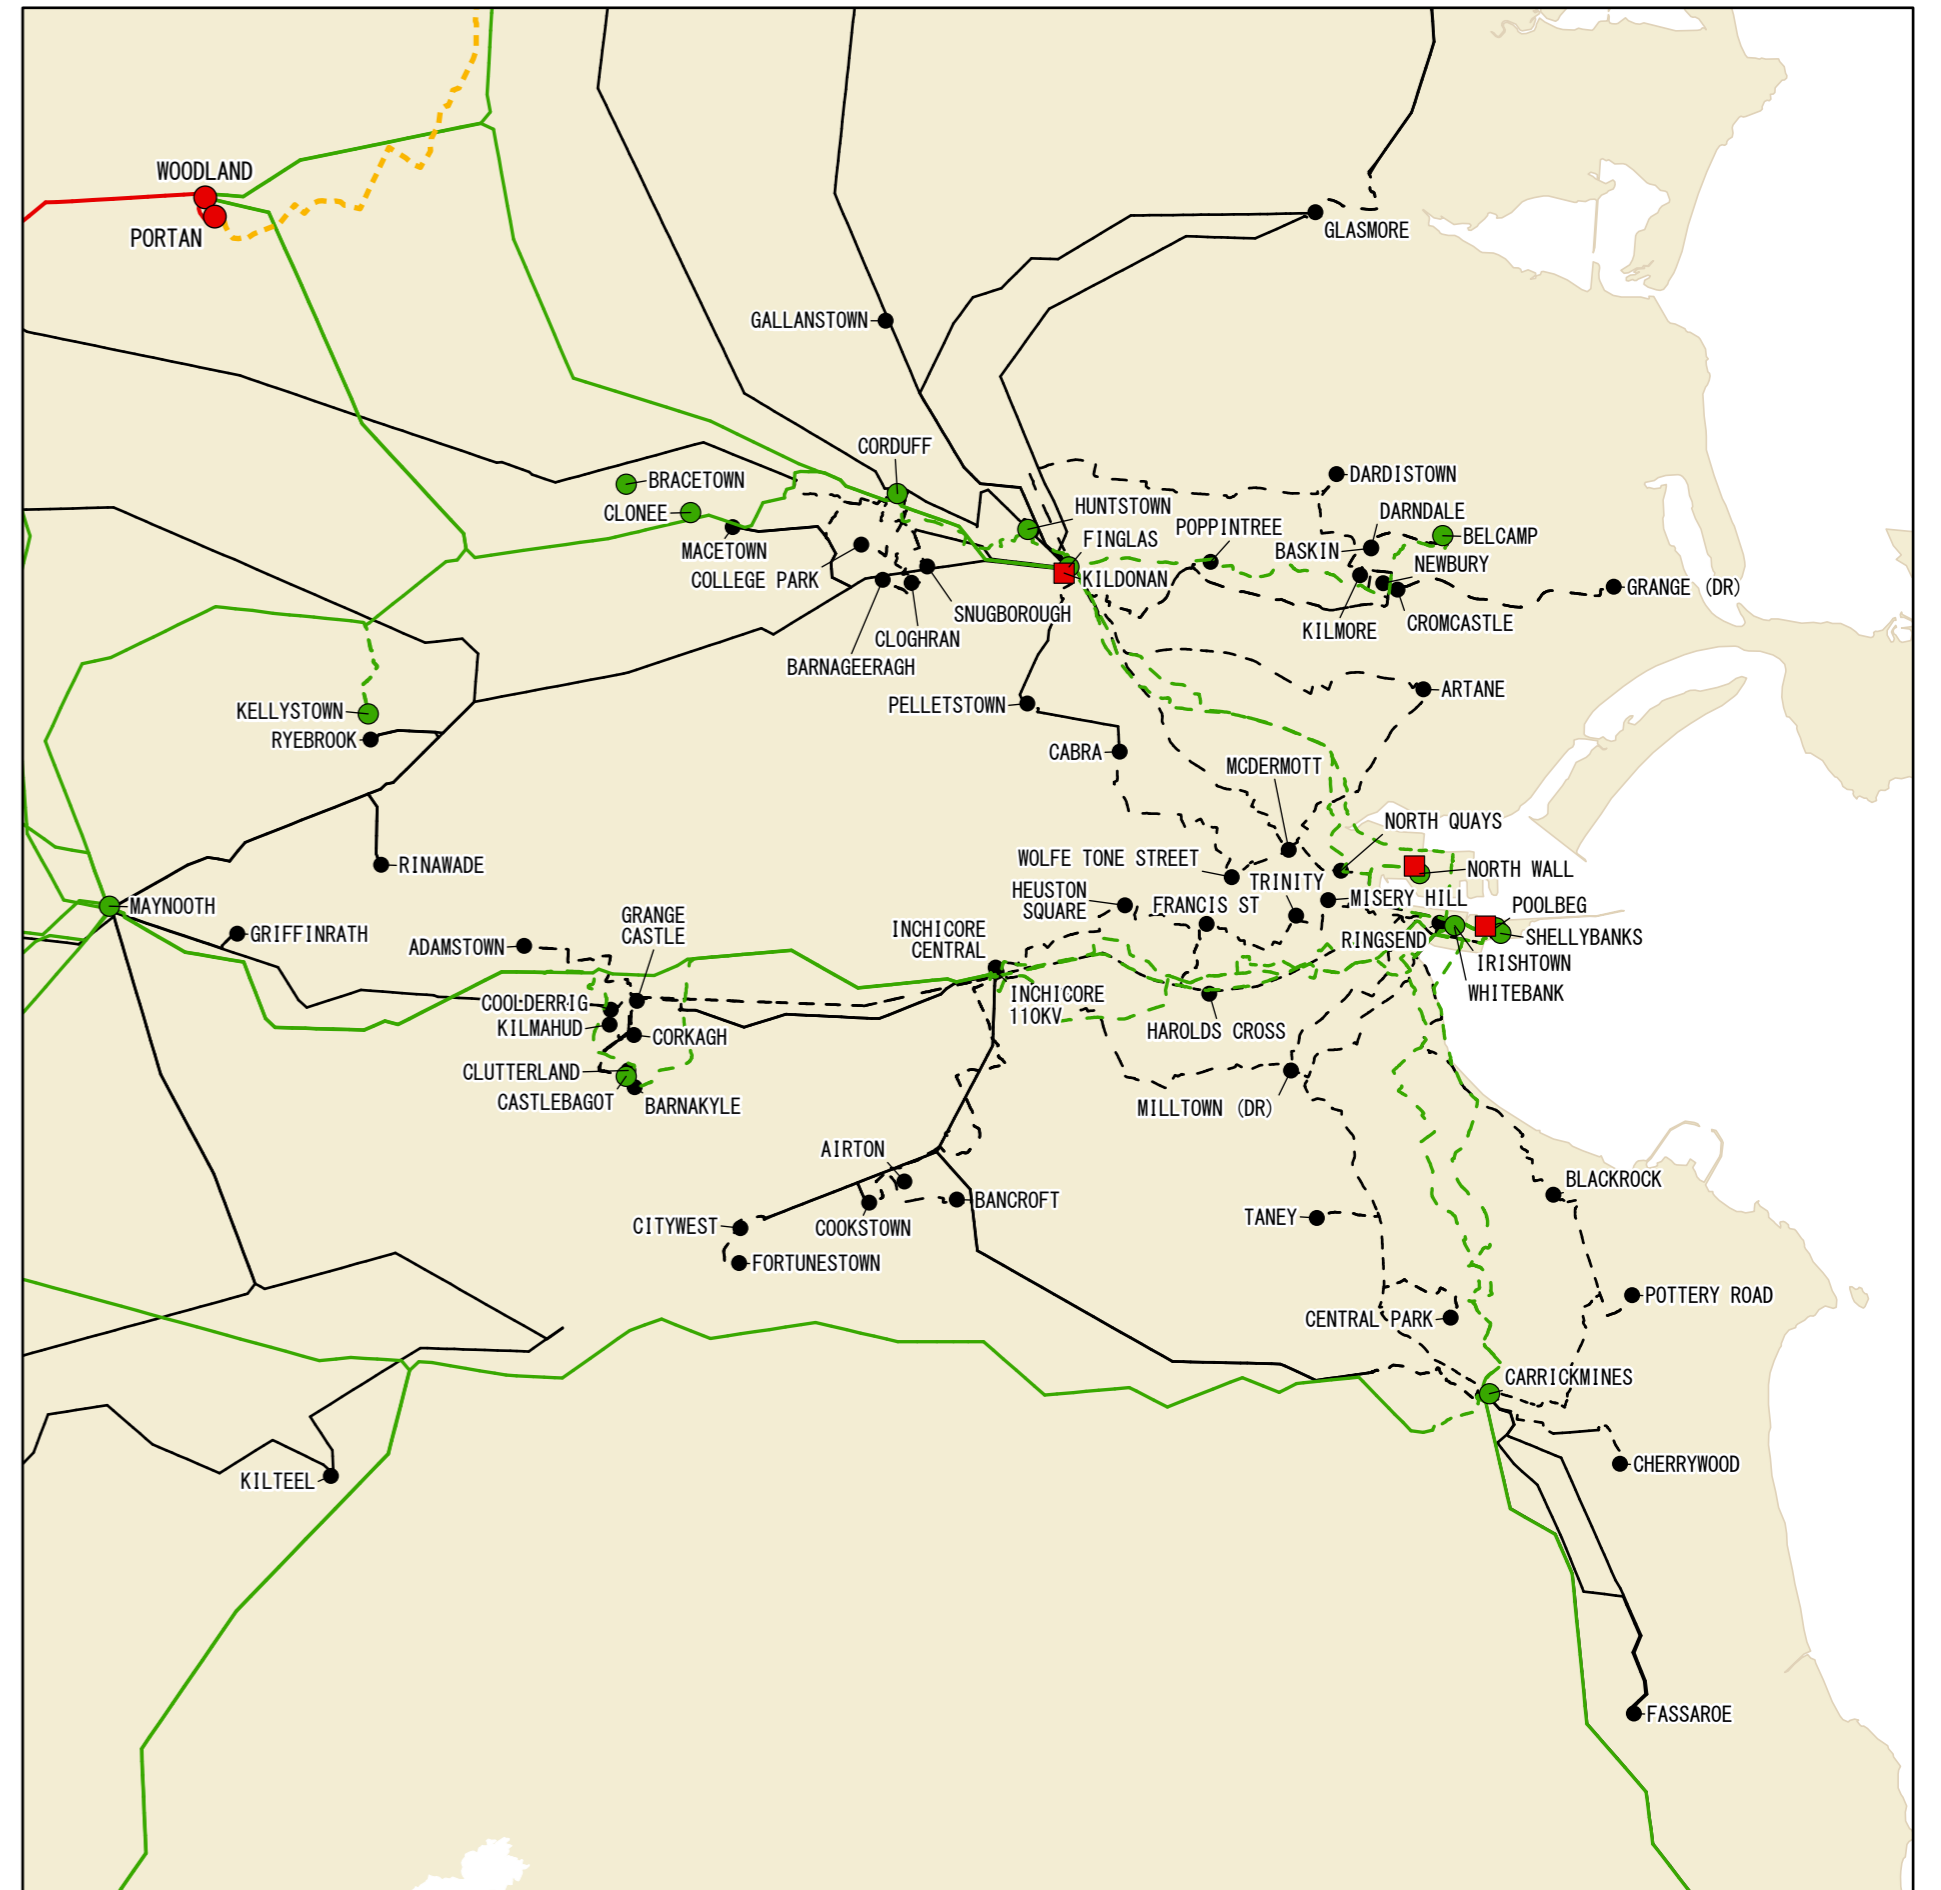 WOODLAND
PORTAN
GLASMORE
GALLANSTOWN
CORDUFF
BRACETOWN
CLONEE
MACETOWN
COLLEGE PARK
HUNTSTOWN
FINGLAS
KILDONAN
POPPINTREE
DARDISTOWN
DARNDALE
BASKIN
BELCAMP
NEWBURY
GRANGE (DR)
KILMORE
CROMCASTLE
SNUGBOROUGH
CLOGHRAN
BARNAGEERAGH
KELLYSTOWN
RYEBROOK
PELLETSTOWN
ARTANE
CABRA
MCDERMOTT
NORTH QUAYS
RINAWADE
WOLFE TONE STREET
NORTH WALL
TRINITY
HEUSTON
SQUARE
FRANCIS ST
MISERY HILL
POOLBEG
MAYNOOTH
GRIFFINRATH
GRANGE
CASTLE
ADAMSTOWN
INCHICORE
CENTRAL
RINGSEND
SHELLYBANKS
IRISHTOWN
WHITEBANK
COOLDERRIG
KILMAHUD
CORKAGH
INCHICORE
110KV
HAROLDS CROSS
CLUTTERLAND
CASTLEBAGOT
BARNAKYLE
MILLTOWN (DR)
AIRTON
BANCROFT
BLACKROCK
CITYWEST
COOKSTOWN
TANEY
FORTUNESTOWN
POTTERY ROAD
CENTRAL PARK
CARRICKMINES
CHERRYWOOD
KILTEEL
FASSAROE